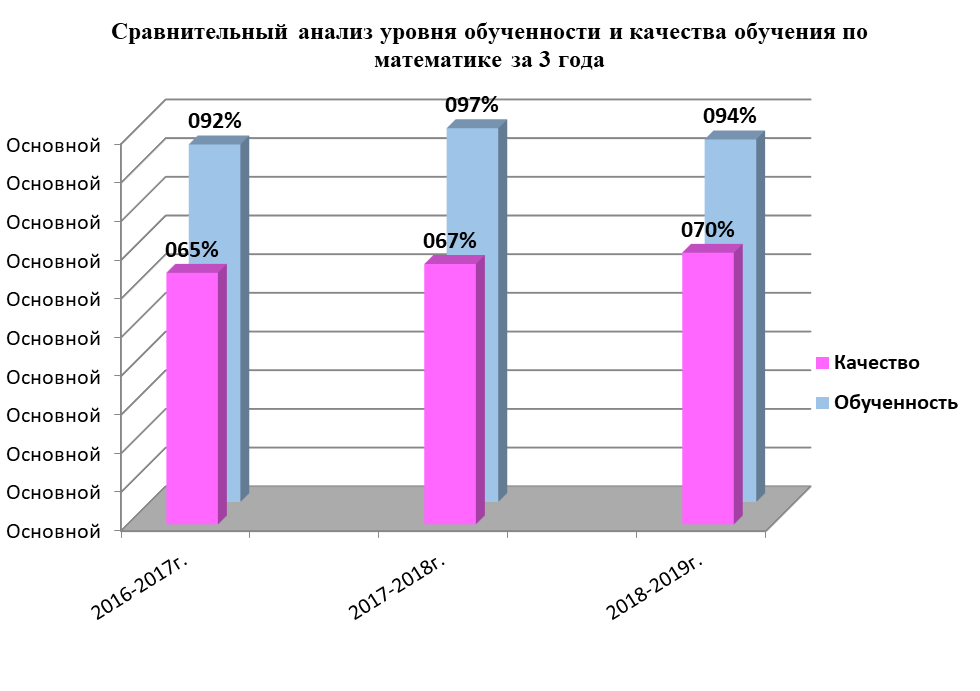 Сравнительный анализ уровня обученности и качества обучения по
математике за 3 года
097%
092%
094%
Основной
Основной
Основной
070%
067%
065%
Основной
Основной
Основной
Основной
Качество
Основной
Обученность
Основной
Основной
Основной
2016-2017г.
2017-2018г.
2018-2019г.